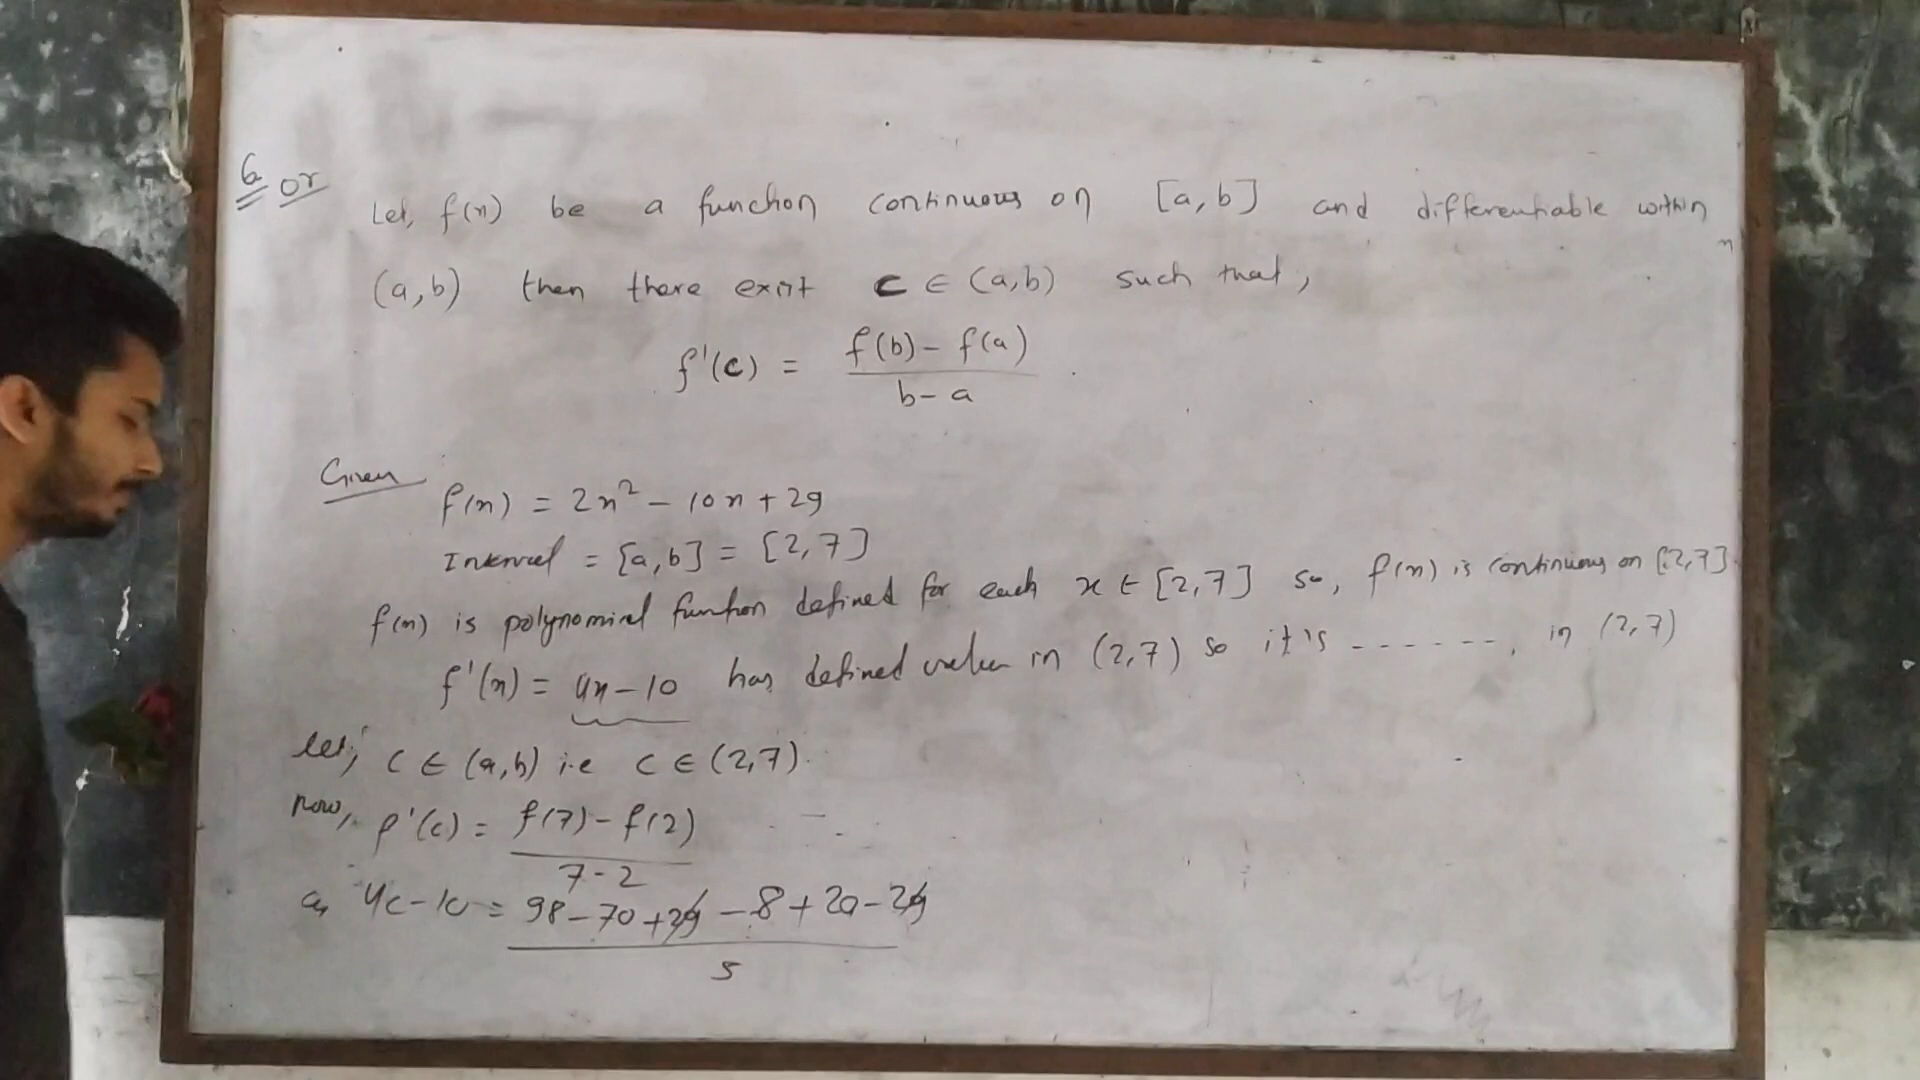 6 or
Let, f(x) be a function continuous on [a, b] and differentiable within
(a, b) then there exist c ∈ (a, b) such that,
f'(c) = f(b) - f(a) / b - a
Given
f(x) = 2x² - 10x + 29
Interval = [a, b] = [2, 7]
f(x) is polynomial function defined for each x ∈ [2, 7] so, f(x) is continuous on [2, 7]
f'(x) = 4x - 10 has defined value in (2, 7) so it's ------, in (2, 7)
let, c ∈ (a, b) i.e c ∈ (2, 7).
now, f'(c) = f(7) - f(2) / 7 - 2
a, 4c - 10 = 98 - 70 + 29 - 8 + 20 - 29 / 5